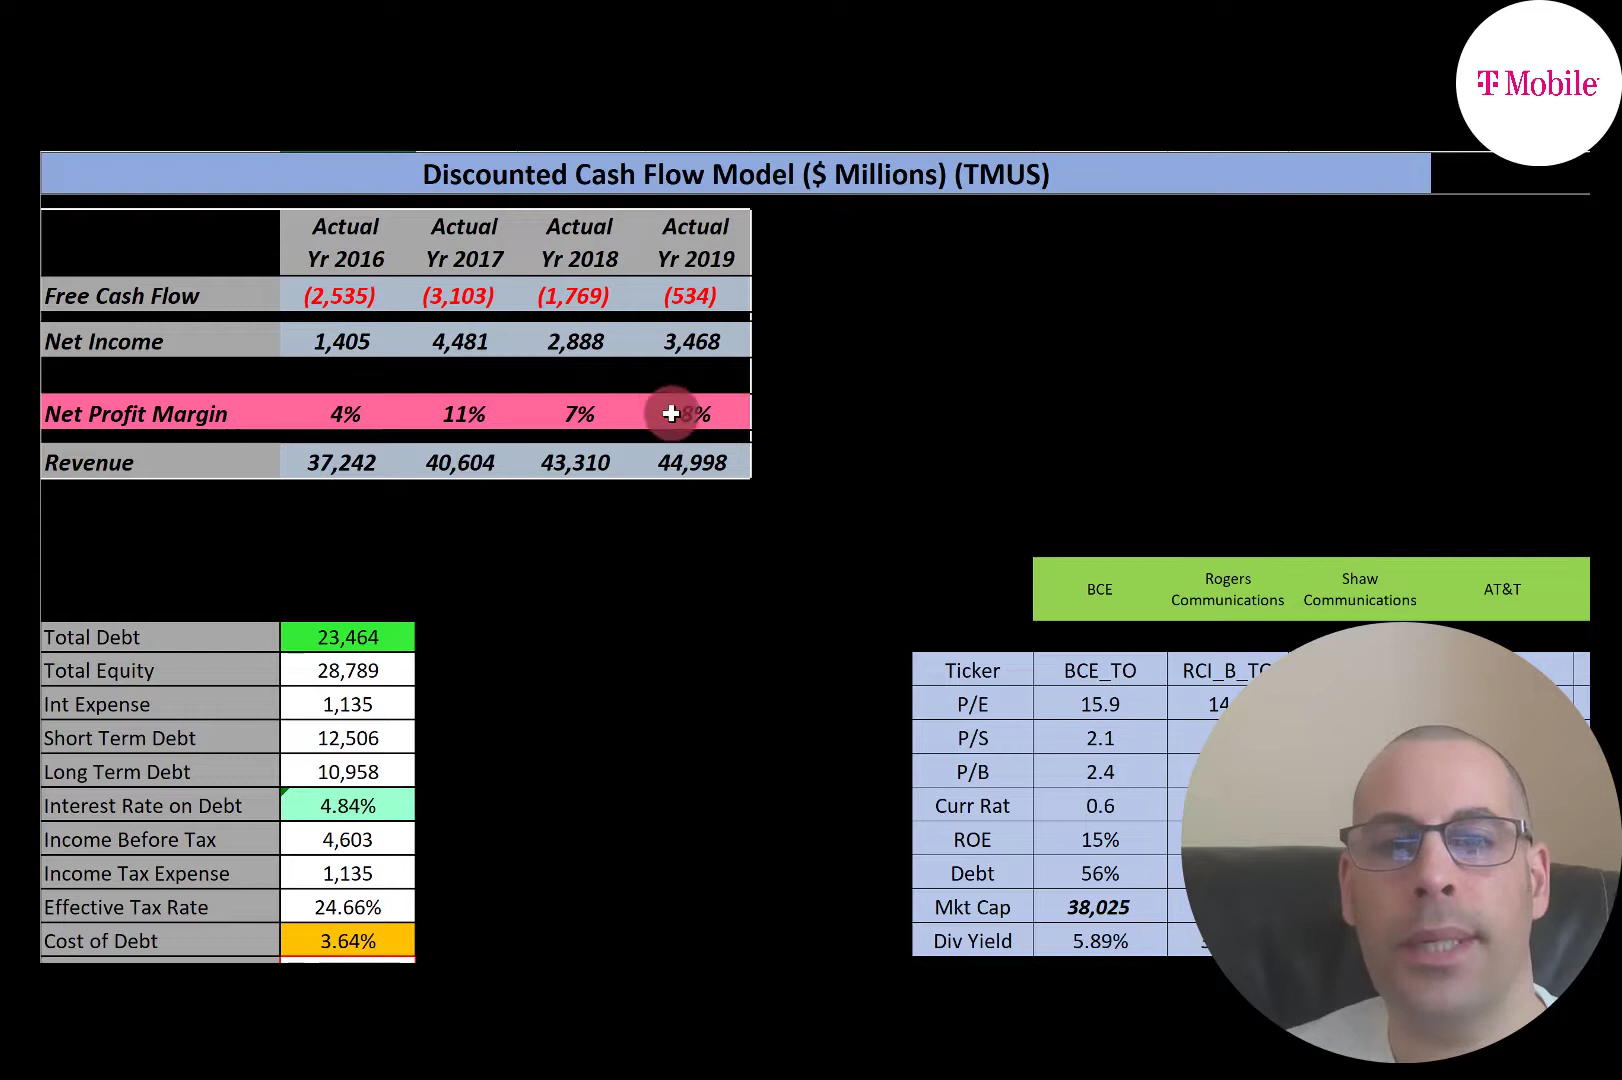 T Mobile
Discounted Cash Flow Model ($ Millions) (TMUS)
Actual Actual Actual Actual
Yr 2016 Yr 2017 Yr 2018 Yr 2019
Free Cash Flow (2,535) (3,103) (1,769) (534)
Net Income 1,405 4,481 2,888 3,468
Net Profit Margin 4% 11% 7% 8%
Revenue 37,242 40,604 43,310 44,998
BCE Rogers Communications Shaw Communications AT&T
Total Debt 23,464
Total Equity 28,789
Int Expense 1,135
Short Term Debt 12,506
Long Term Debt 10,958
Interest Rate on Debt 4.84%
Income Before Tax 4,603
Income Tax Expense 1,135
Effective Tax Rate 24.66%
Cost of Debt 3.64%
Ticker BCE_TO
P/E 15.9
P/S 2.1
P/B 2.4
Curr Rat 0.6
ROE 15%
Debt 56%
Mkt Cap 38,025
Div Yield 5.89%